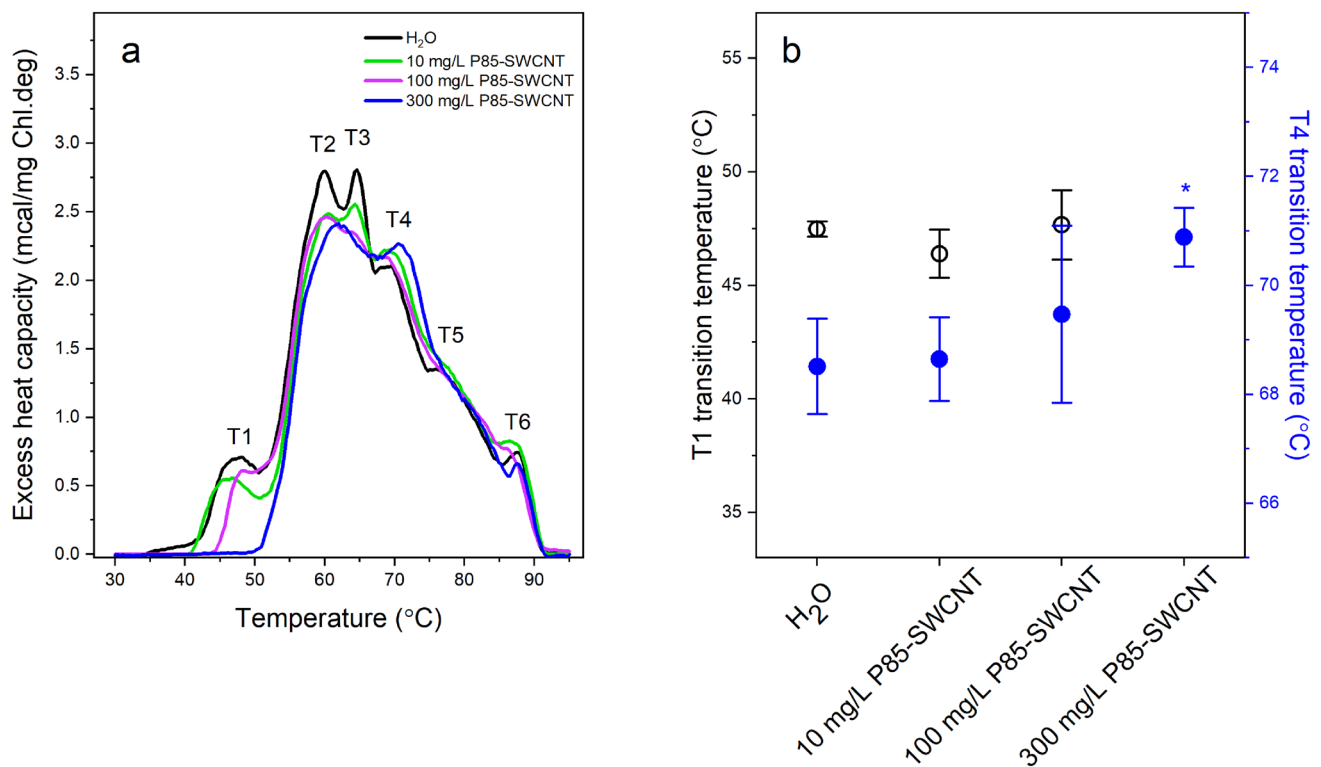 a
H₂O
10 mg/L P85-SWCNT
100 mg/L P85-SWCNT
300 mg/L P85-SWCNT
T1
T2
T3
T4
T5
T6
Excess heat capacity (mcal/mg Chl.deg)
3.5
3.0
2.5
2.0
1.5
1.0
0.5
0.0
30 40 50 60 70 80 90
Temperature (°C)
b
T1 transition temperature (°C)
55
50
45
40
35
*
74
72
70
68
66
T4 transition temperature (°C)
H₂O
10 mg/L P85-SWCNT
100 mg/L P85-SWCNT
300 mg/L P85-SWCNT